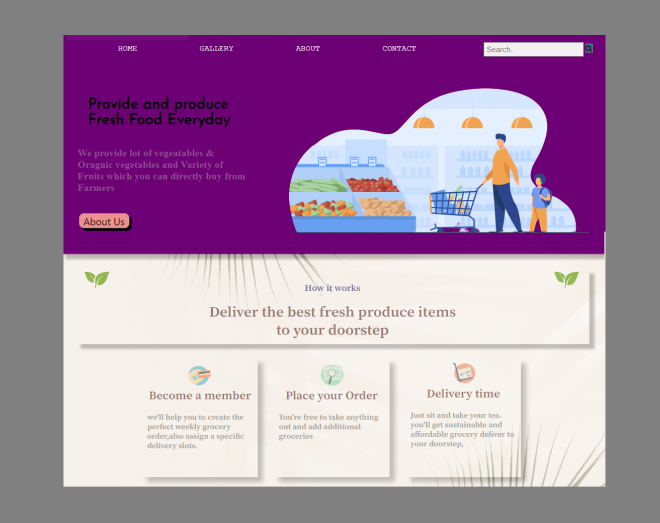 HOME GALLERY ABOUT CONTACT Search..
Provide and produce
Fresh Food Everyday
We provide lot of vegeatables &
Oragnic vegetables and Variety of
Fruits which you can directly buy from
Farmers
About Us
How it works
Deliver the best fresh produce items
to your doorstep
Become a member
we'll help you to create the
perfect weekly grocery
order,also assign a specific
delivery slots.
Place your Order
You're free to take anything
out and add additional
groceries
Delivery time
Just sit and take your tea.
you'll get sustainable and
affordable grocery deliver to
your doorstep,